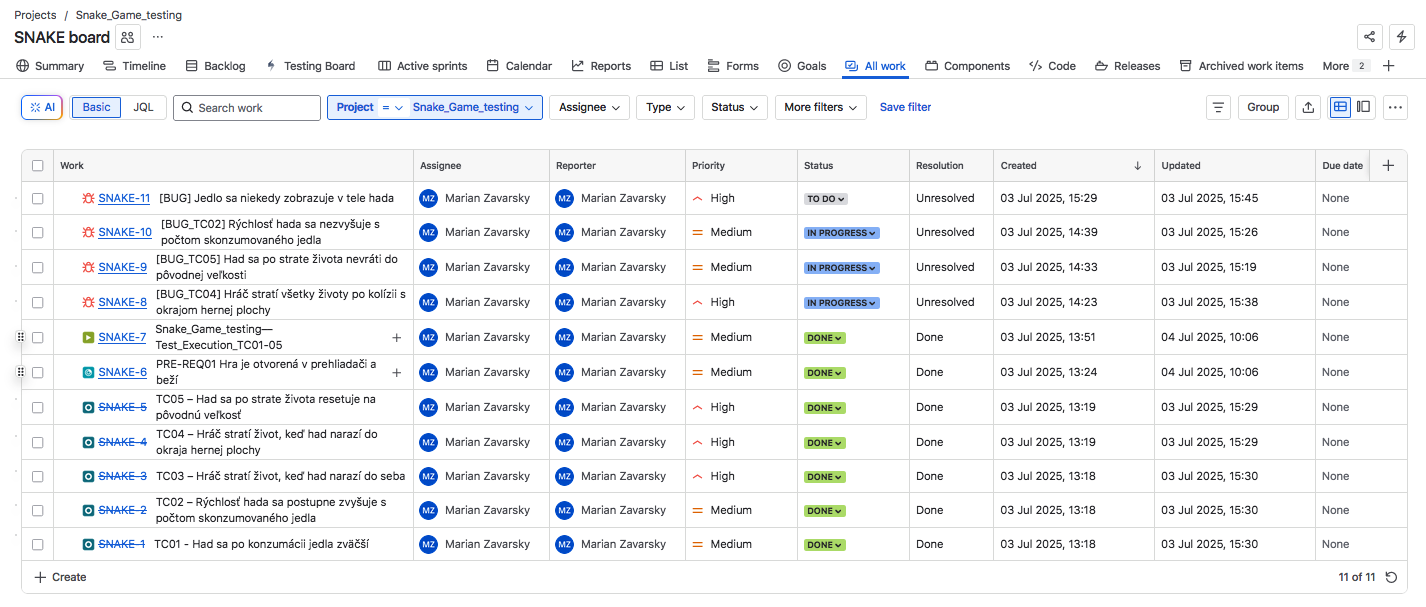 Projects / Snake_Game_testing
SNAKE board
Summary Timeline Backlog Testing Board Active sprints Calendar Reports List Forms Goals All work Components Code Releases Archived work items More 2
AI Basic JQL Search work Project = Snake_Game_testing Assignee Type Status More filters Save filter Group
Work Assignee Reporter Priority Status Resolution Created Updated Due date
SNAKE-11 [BUG] Jedlo sa niekedy zobrazuje v tele hada MZ Marian Zavarsky MZ Marian Zavarsky High TO DO Unresolved 03 Jul 2025, 15:29 03 Jul 2025, 15:45 None
SNAKE-10 [BUG_TC02] Rýchlosť hada sa nezvyšuje s
počtom skonzumovaného jedla MZ Marian Zavarsky MZ Marian Zavarsky Medium IN PROGRESS Unresolved 03 Jul 2025, 14:39 03 Jul 2025, 15:26 None
SNAKE-9 [BUG_TC05] Had sa po strate života nevráti do
pôvodnej veľkosti MZ Marian Zavarsky MZ Marian Zavarsky Medium IN PROGRESS Unresolved 03 Jul 2025, 14:33 03 Jul 2025, 15:19 None
SNAKE-8 [BUG_TC04] Hráč stratí všetky životy po kolízii s
okrajom hernej plochy MZ Marian Zavarsky MZ Marian Zavarsky High IN PROGRESS Unresolved 03 Jul 2025, 14:23 03 Jul 2025, 15:38 None
SNAKE-7 Snake_Game_testing—
Test_Execution_TC01-05 MZ Marian Zavarsky MZ Marian Zavarsky Medium DONE Done 03 Jul 2025, 13:51 04 Jul 2025, 10:06 None
SNAKE-6 PRE-REQ01 Hra je otvorená v prehliadači a
beží MZ Marian Zavarsky MZ Marian Zavarsky Medium DONE Done 03 Jul 2025, 13:24 04 Jul 2025, 10:06 None
SNAKE-5 TC05 – Had sa po strate života resetuje na
pôvodnú veľkosť MZ Marian Zavarsky MZ Marian Zavarsky High DONE Done 03 Jul 2025, 13:19 03 Jul 2025, 15:29 None
SNAKE-4 TC04 – Hráč stratí život, keď had narazí do
okraja hernej plochy MZ Marian Zavarsky MZ Marian Zavarsky High DONE Done 03 Jul 2025, 13:19 03 Jul 2025, 15:29 None
SNAKE-3 TC03 – Hráč stratí život, keď had narazí do seba MZ Marian Zavarsky MZ Marian Zavarsky High DONE Done 03 Jul 2025, 13:18 03 Jul 2025, 15:30 None
SNAKE-2 TC02 – Rýchlosť hada sa postupne zvyšuje s
počtom skonzumovaného jedla MZ Marian Zavarsky MZ Marian Zavarsky Medium DONE Done 03 Jul 2025, 13:18 03 Jul 2025, 15:30 None
SNAKE-1 TC01 - Had sa po konzumácii jedla zväčší MZ Marian Zavarsky MZ Marian Zavarsky Medium DONE Done 03 Jul 2025, 13:18 03 Jul 2025, 15:30 None
Create 11 of 11